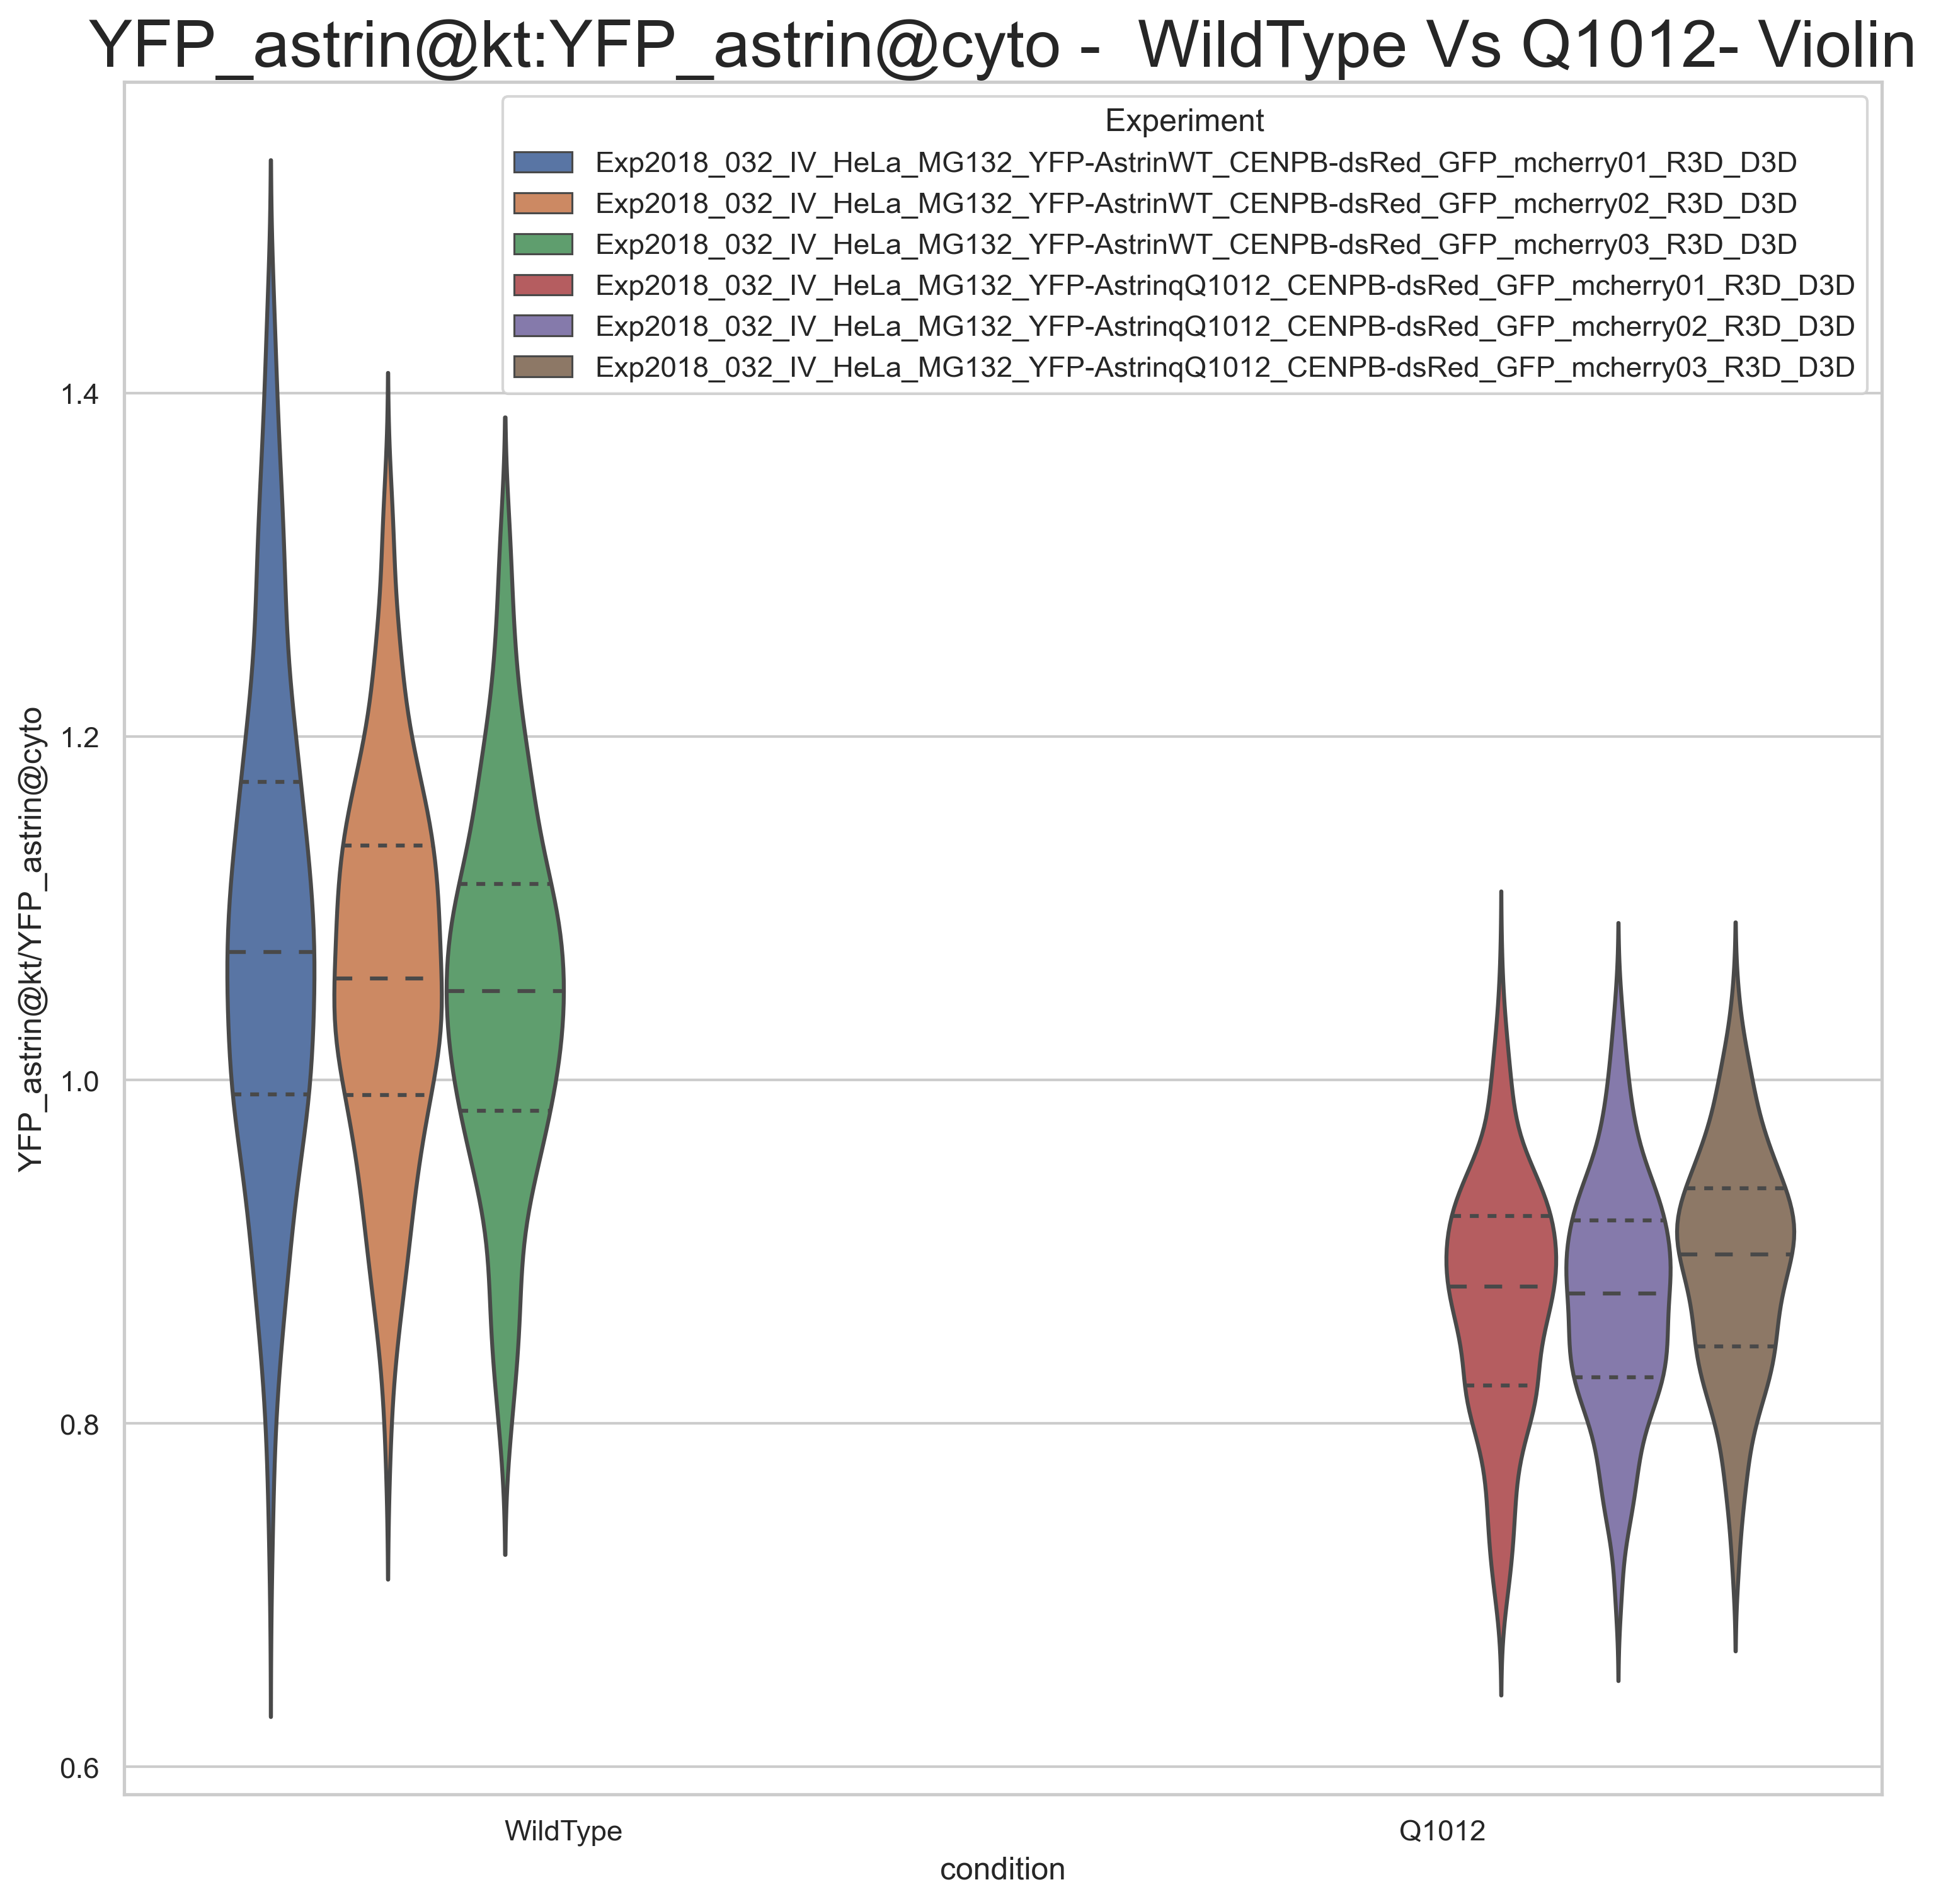 YFP_astrin@kt:YFP_astrin@cyto -  WildType Vs Q1012- Violin
Experiment
Exp2018_032_IV_HeLa_MG132_YFP-AstrinWT_CENPB-dsRed_GFP_mcherry01_R3D_D3D
Exp2018_032_IV_HeLa_MG132_YFP-AstrinWT_CENPB-dsRed_GFP_mcherry02_R3D_D3D
Exp2018_032_IV_HeLa_MG132_YFP-AstrinWT_CENPB-dsRed_GFP_mcherry03_R3D_D3D
Exp2018_032_IV_HeLa_MG132_YFP-AstrinqQ1012_CENPB-dsRed_GFP_mcherry01_R3D_D3D
Exp2018_032_IV_HeLa_MG132_YFP-AstrinqQ1012_CENPB-dsRed_GFP_mcherry02_R3D_D3D
Exp2018_032_IV_HeLa_MG132_YFP-AstrinqQ1012_CENPB-dsRed_GFP_mcherry03_R3D_D3D
YFP_astrin@kt/YFP_astrin@cyto
1.4
1.2
1.0
0.8
0.6
WildType
Q1012
condition